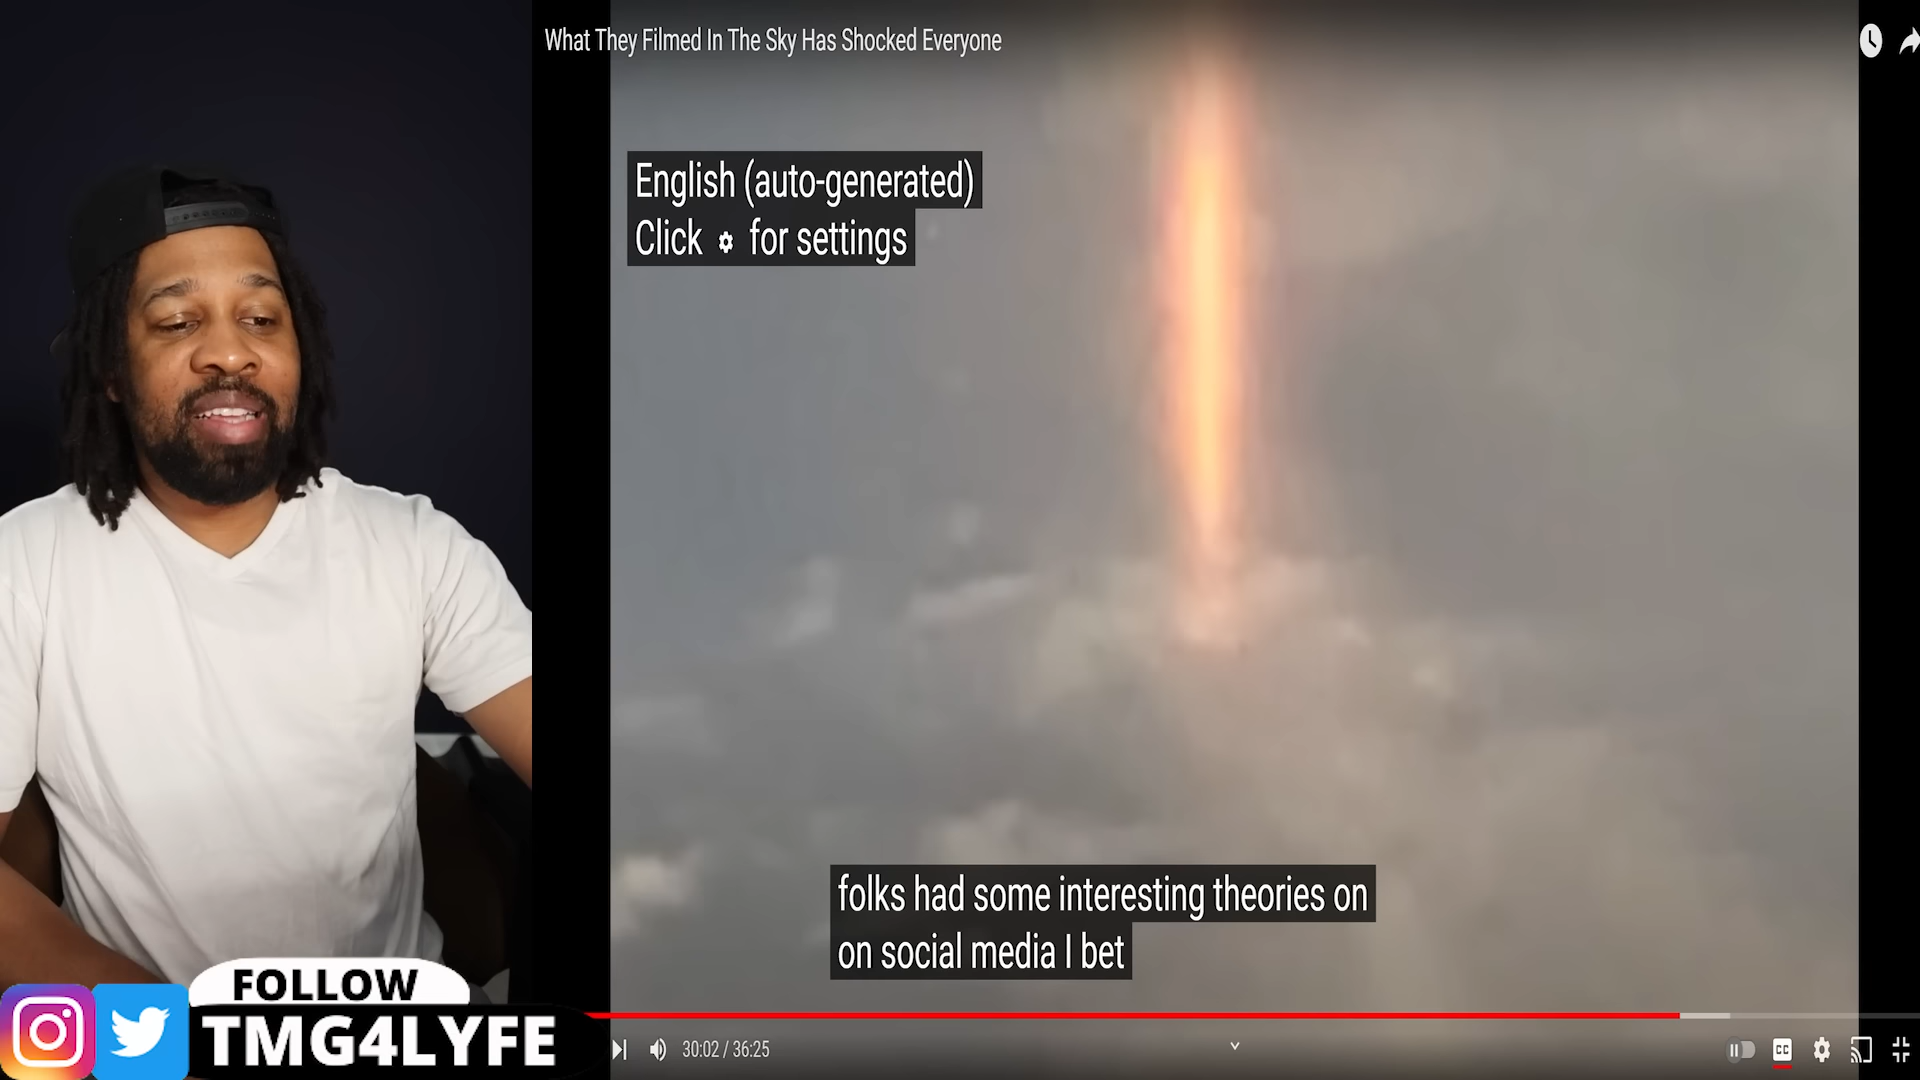 What They Filmed In The Sky Has Shocked Everyone
English (auto-generated)
Click for settings
folks had some interesting theories on
on social media I bet
FOLLOW
TMG4LYFE
30:02 / 36:25
CC